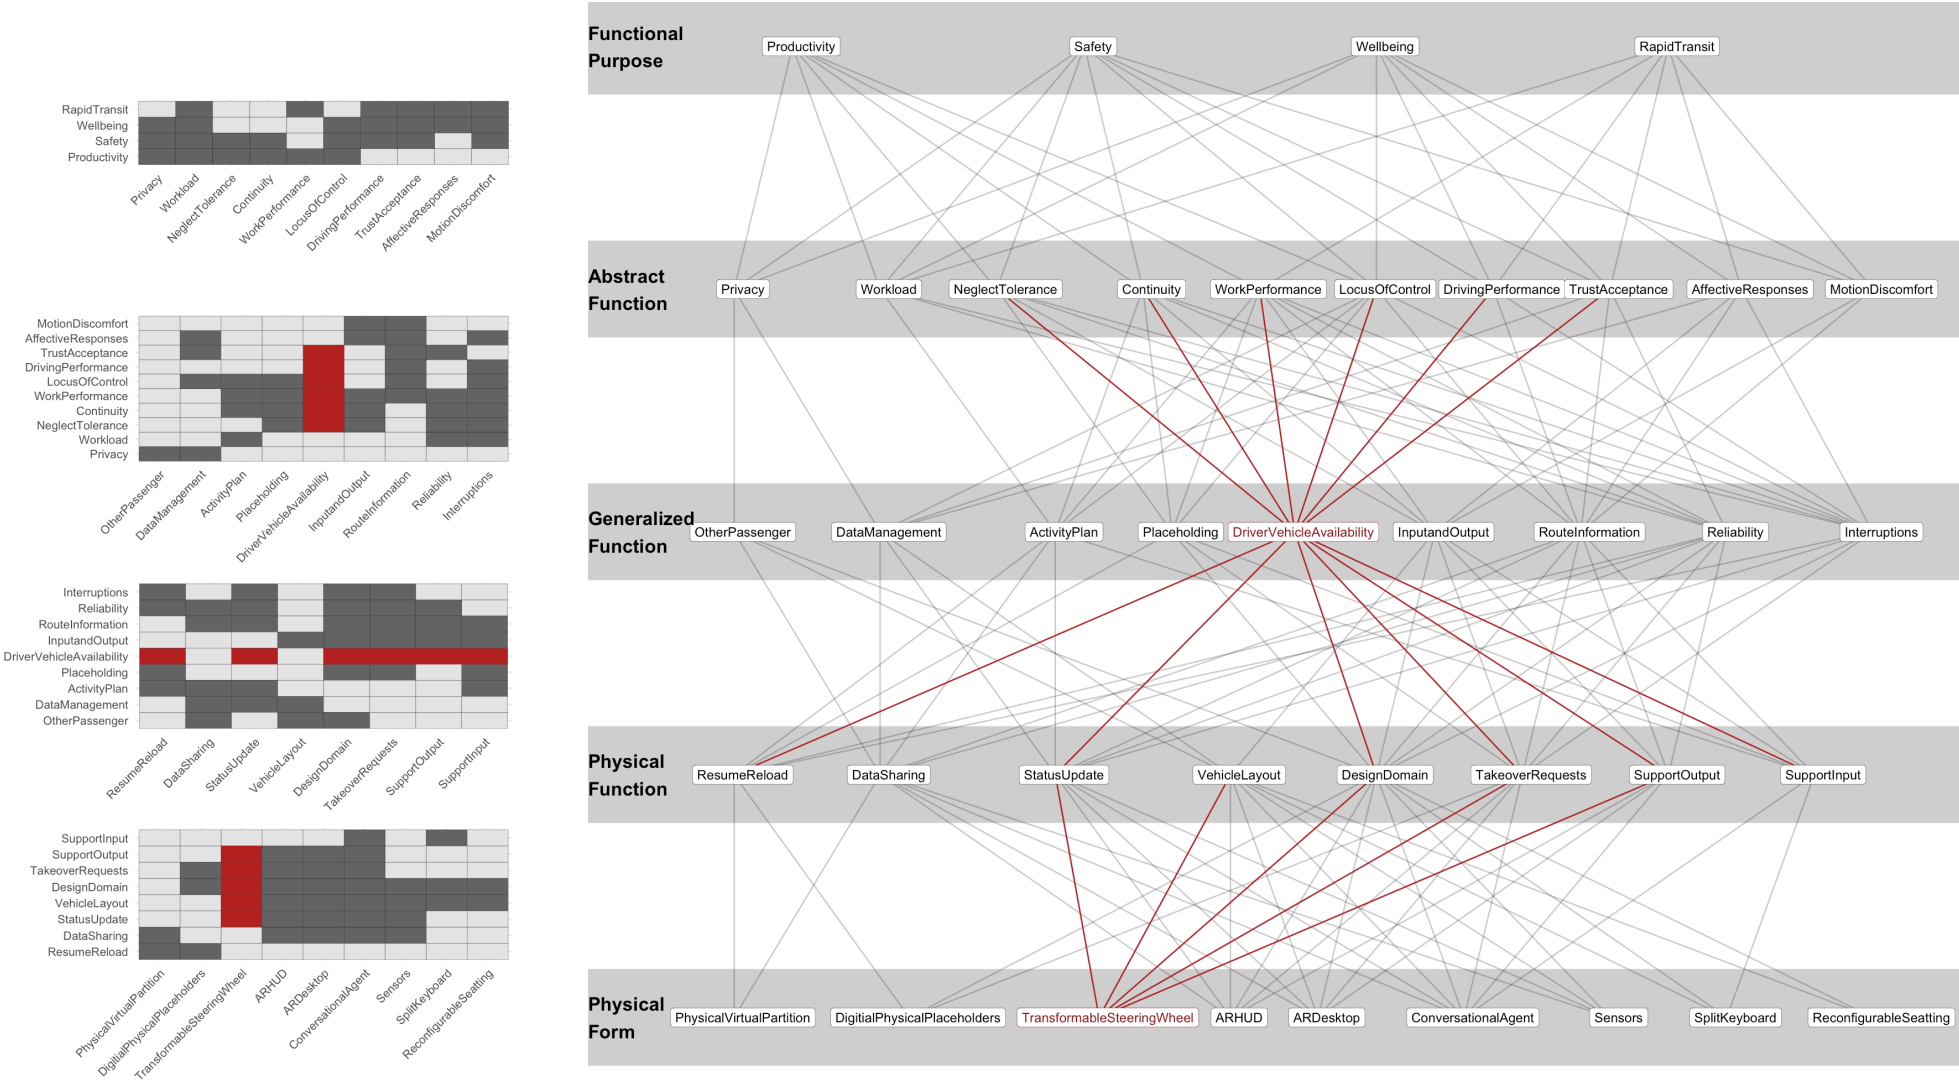 RapidTransit
Wellbeing
Safety
Productivity
Privacy
Workload
NeglectTolerance
Continuity
WorkPerformance
LocusOfControl
DrivingPerformance
TrustAcceptance
AffectiveResponses
MotionDiscomfort
MotionDiscomfort
AffectiveResponses
TrustAcceptance
DrivingPerformance
LocusOfControl
WorkPerformance
Continuity
NeglectTolerance
Workload
Privacy
OtherPassenger
DataManagement
ActivityPlan
Placeholding
DriverVehicleAvailability
InputandOutput
RouteInformation
Reliability
Interruptions
Interruptions
Reliability
RouteInformation
InputandOutput
DriverVehicleAvailability
Placeholding
ActivityPlan
DataManagement
OtherPassenger
ResumeReload
DataSharing
StatusUpdate
VehicleLayout
DesignDomain
TakeoverRequests
SupportOutput
SupportInput
SupportInput
SupportOutput
TakeoverRequests
DesignDomain
VehicleLayout
StatusUpdate
DataSharing
ResumeReload
PhysicalVirtualPartition
DigitialPhysicalPlaceholders
TransformableSteeringWheel
ARHUD
ARDesktop
ConversationalAgent
Sensors
SplitKeyboard
ReconfigurableSeatting
Functional
Purpose
Productivity
Safety
Wellbeing
RapidTransit
Abstract
Function
Privacy
Workload
NeglectTolerance
Continuity
WorkPerformance
LocusOfControl
DrivingPerformance
TrustAcceptance
AffectiveResponses
MotionDiscomfort
Generalized
Function
OtherPassenger
DataManagement
ActivityPlan
Placeholding
DriverVehicleAvailability
InputandOutput
RouteInformation
Reliability
Interruptions
Physical
Function
ResumeReload
DataSharing
StatusUpdate
VehicleLayout
DesignDomain
TakeoverRequests
SupportOutput
SupportInput
Physical
Form
PhysicalVirtualPartition
DigitialPhysicalPlaceholders
TransformableSteeringWheel
ARHUD
ARDesktop
ConversationalAgent
Sensors
SplitKeyboard
ReconfigurableSeatting